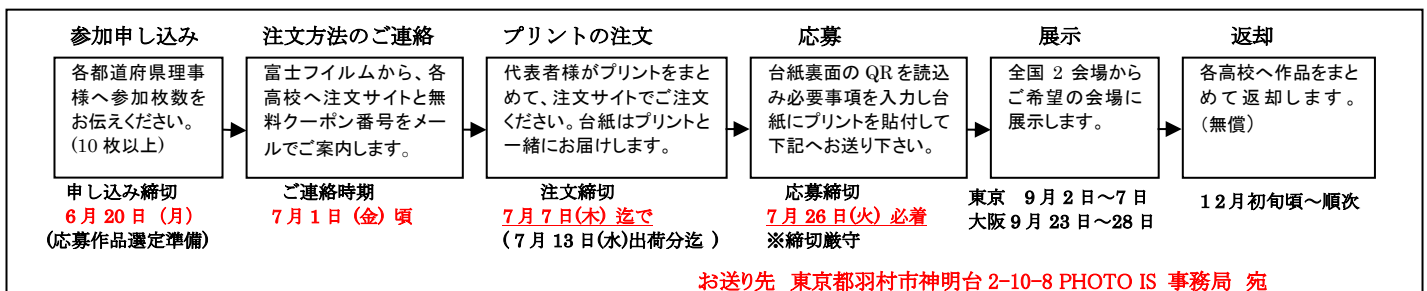 参加申し込み
各都道府県理事
様へ参加枚数を
お伝えください。
(10 枚以上)
申し込み締切
6 月 20 日（月）
(応募作品選定準備)
注文方法のご連絡
富士フイルムから、各
高校へ注文サイトと無
料クーポン番号をメー
ルでご案内します。
ご連絡時期
7 月 1 日（金）頃
プリントの注文
代表者様がプリントをまと
めて、注文サイトでご注文
ください。台紙はプリントと
一緒にお届けします。
注文締切
7 月 7 日(木) 迄で
( 7 月 13 日(水)出荷分迄 )
応募
台紙裏面の QR を読込
み必要事項を入力し台
紙にプリントを貼付して
下記へお送り下さい。
応募締切
7 月 26 日(火) 必着
※締切厳守
展示
全国 2 会場から
ご希望の会場に
展示します。
東京　9 月 2 日～7 日
大阪 9 月 23 日～28 日
返却
各高校へ作品をまと
めて返却します。
（無償）
12月初旬頃～順次
お送り先　東京都羽村市神明台 2-10-8 PHOTO IS 事務局 宛